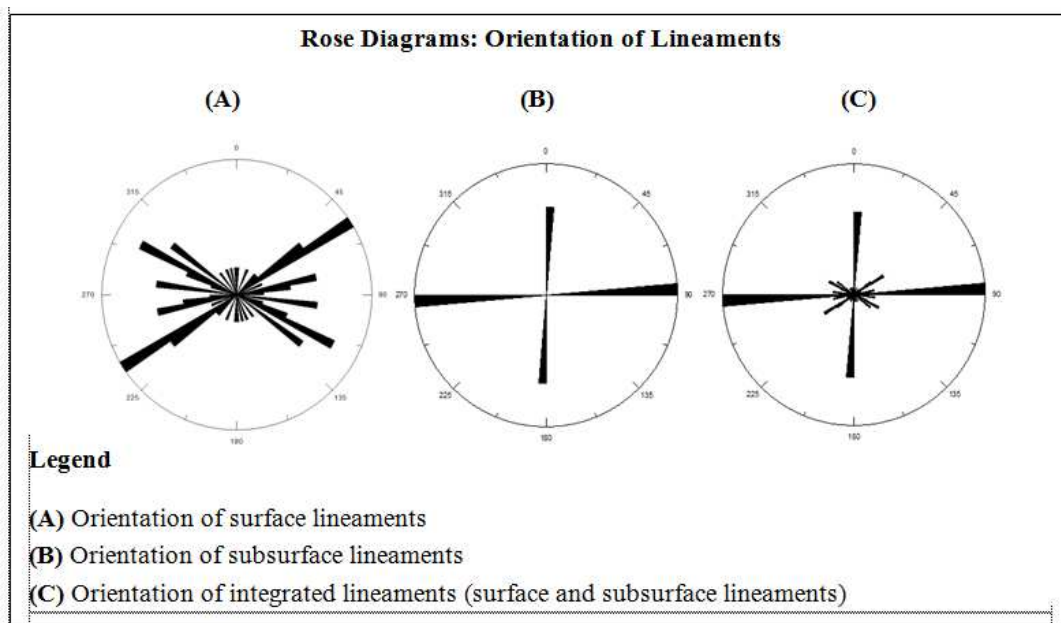 Rose Diagrams: Orientation of Lineaments
(A) (B) (C)
0 0 0
315 45 315 45 315 45
270 90 270 90 270 90
225 135 225 135 225 135
180 180 180
Legend
(A) Orientation of surface lineaments
(B) Orientation of subsurface lineaments
(C) Orientation of integrated lineaments (surface and subsurface lineaments)